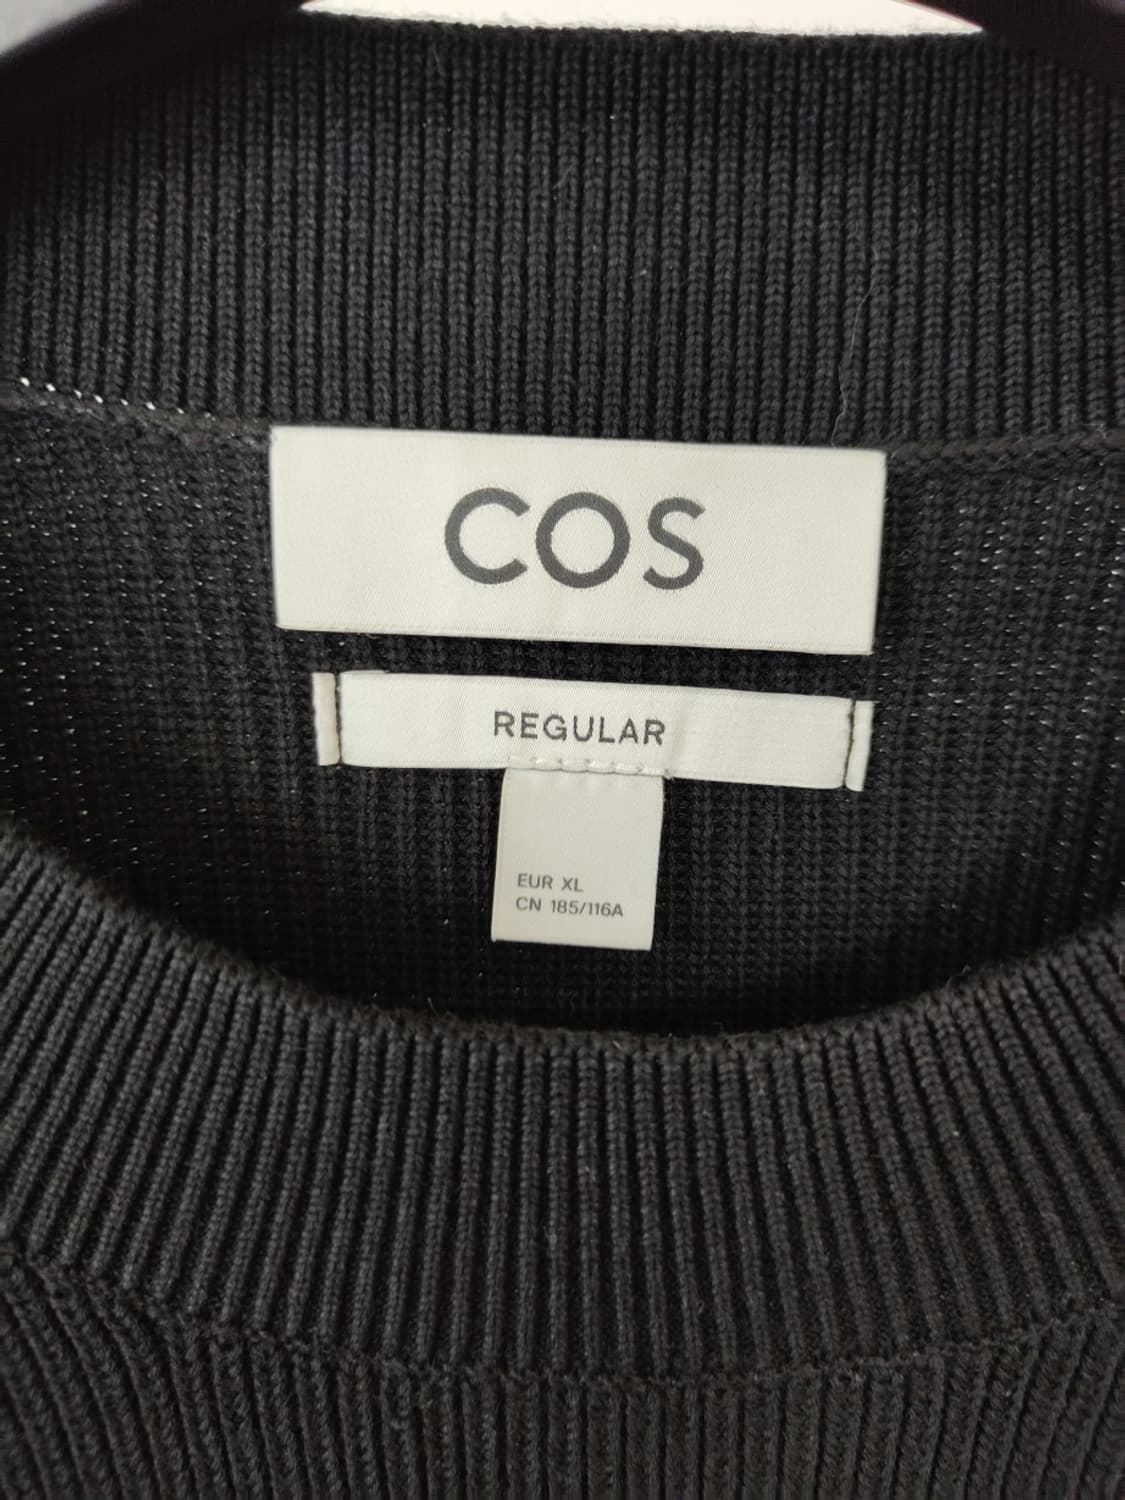 COS
REGULAR
EUR XL
CN 185/116A